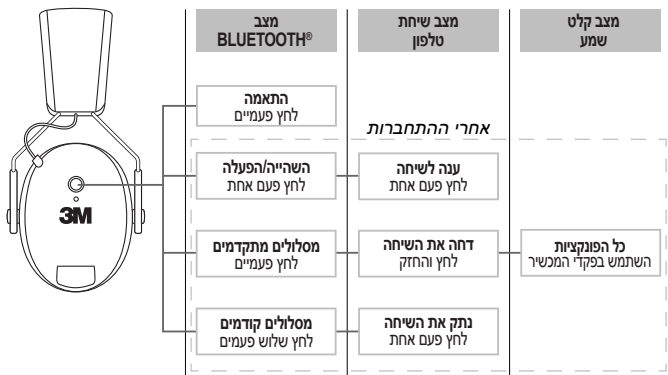 מצב
BLUETOOTH®
מצב שיחת
טלפון
מצב קלט
שמע
התאמה
לחץ פעמיים
אחרי ההתחברות
השהייה/הפעלה
לחץ פעם אחת
ענה לשיחה
לחץ פעם אחת
3M
מסלולים מתקדמים
לחץ פעמיים
דחה את השיחה
לחץ והחזק
כל הפונקציות
השתמש בפקדי המכשיר
מסלולים קודמים
לחץ שלוש פעמים
נתק את השיחה
לחץ פעם אחת